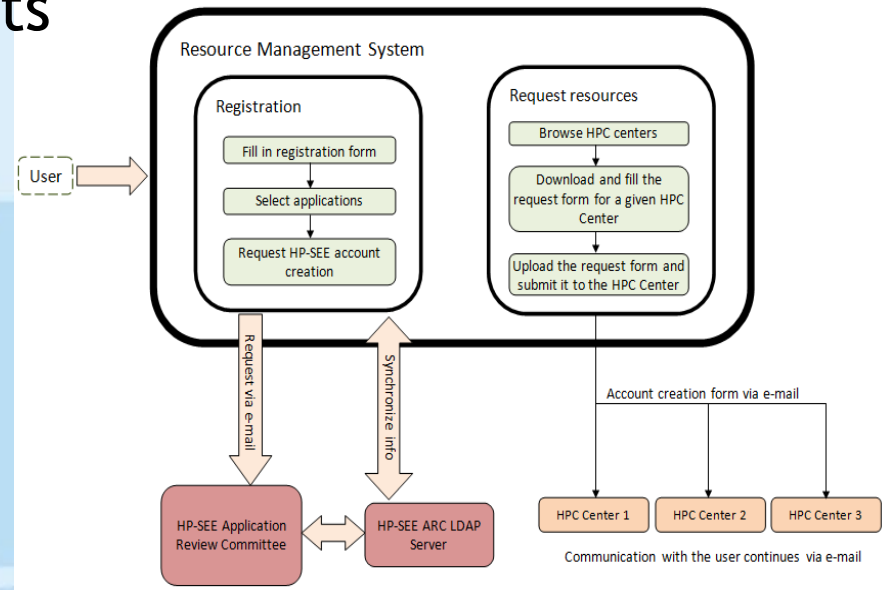 ts
Resource Management System
Registration
Fill in registration form
Select applications
Request HP-SEE account
creation
Request resources
Browse HPC centers
Download and fill the
request form for a given HPC
Center
Upload the request form and
submit it to the HPC Center
User
Request via e-mail
Synchronize info
Account creation form via e-mail
HP-SEE Application
Review Committee
HP-SEE ARC LDAP
Server
HPC Center 1
HPC Center 2
HPC Center 3
Communication with the user continues via e-mail